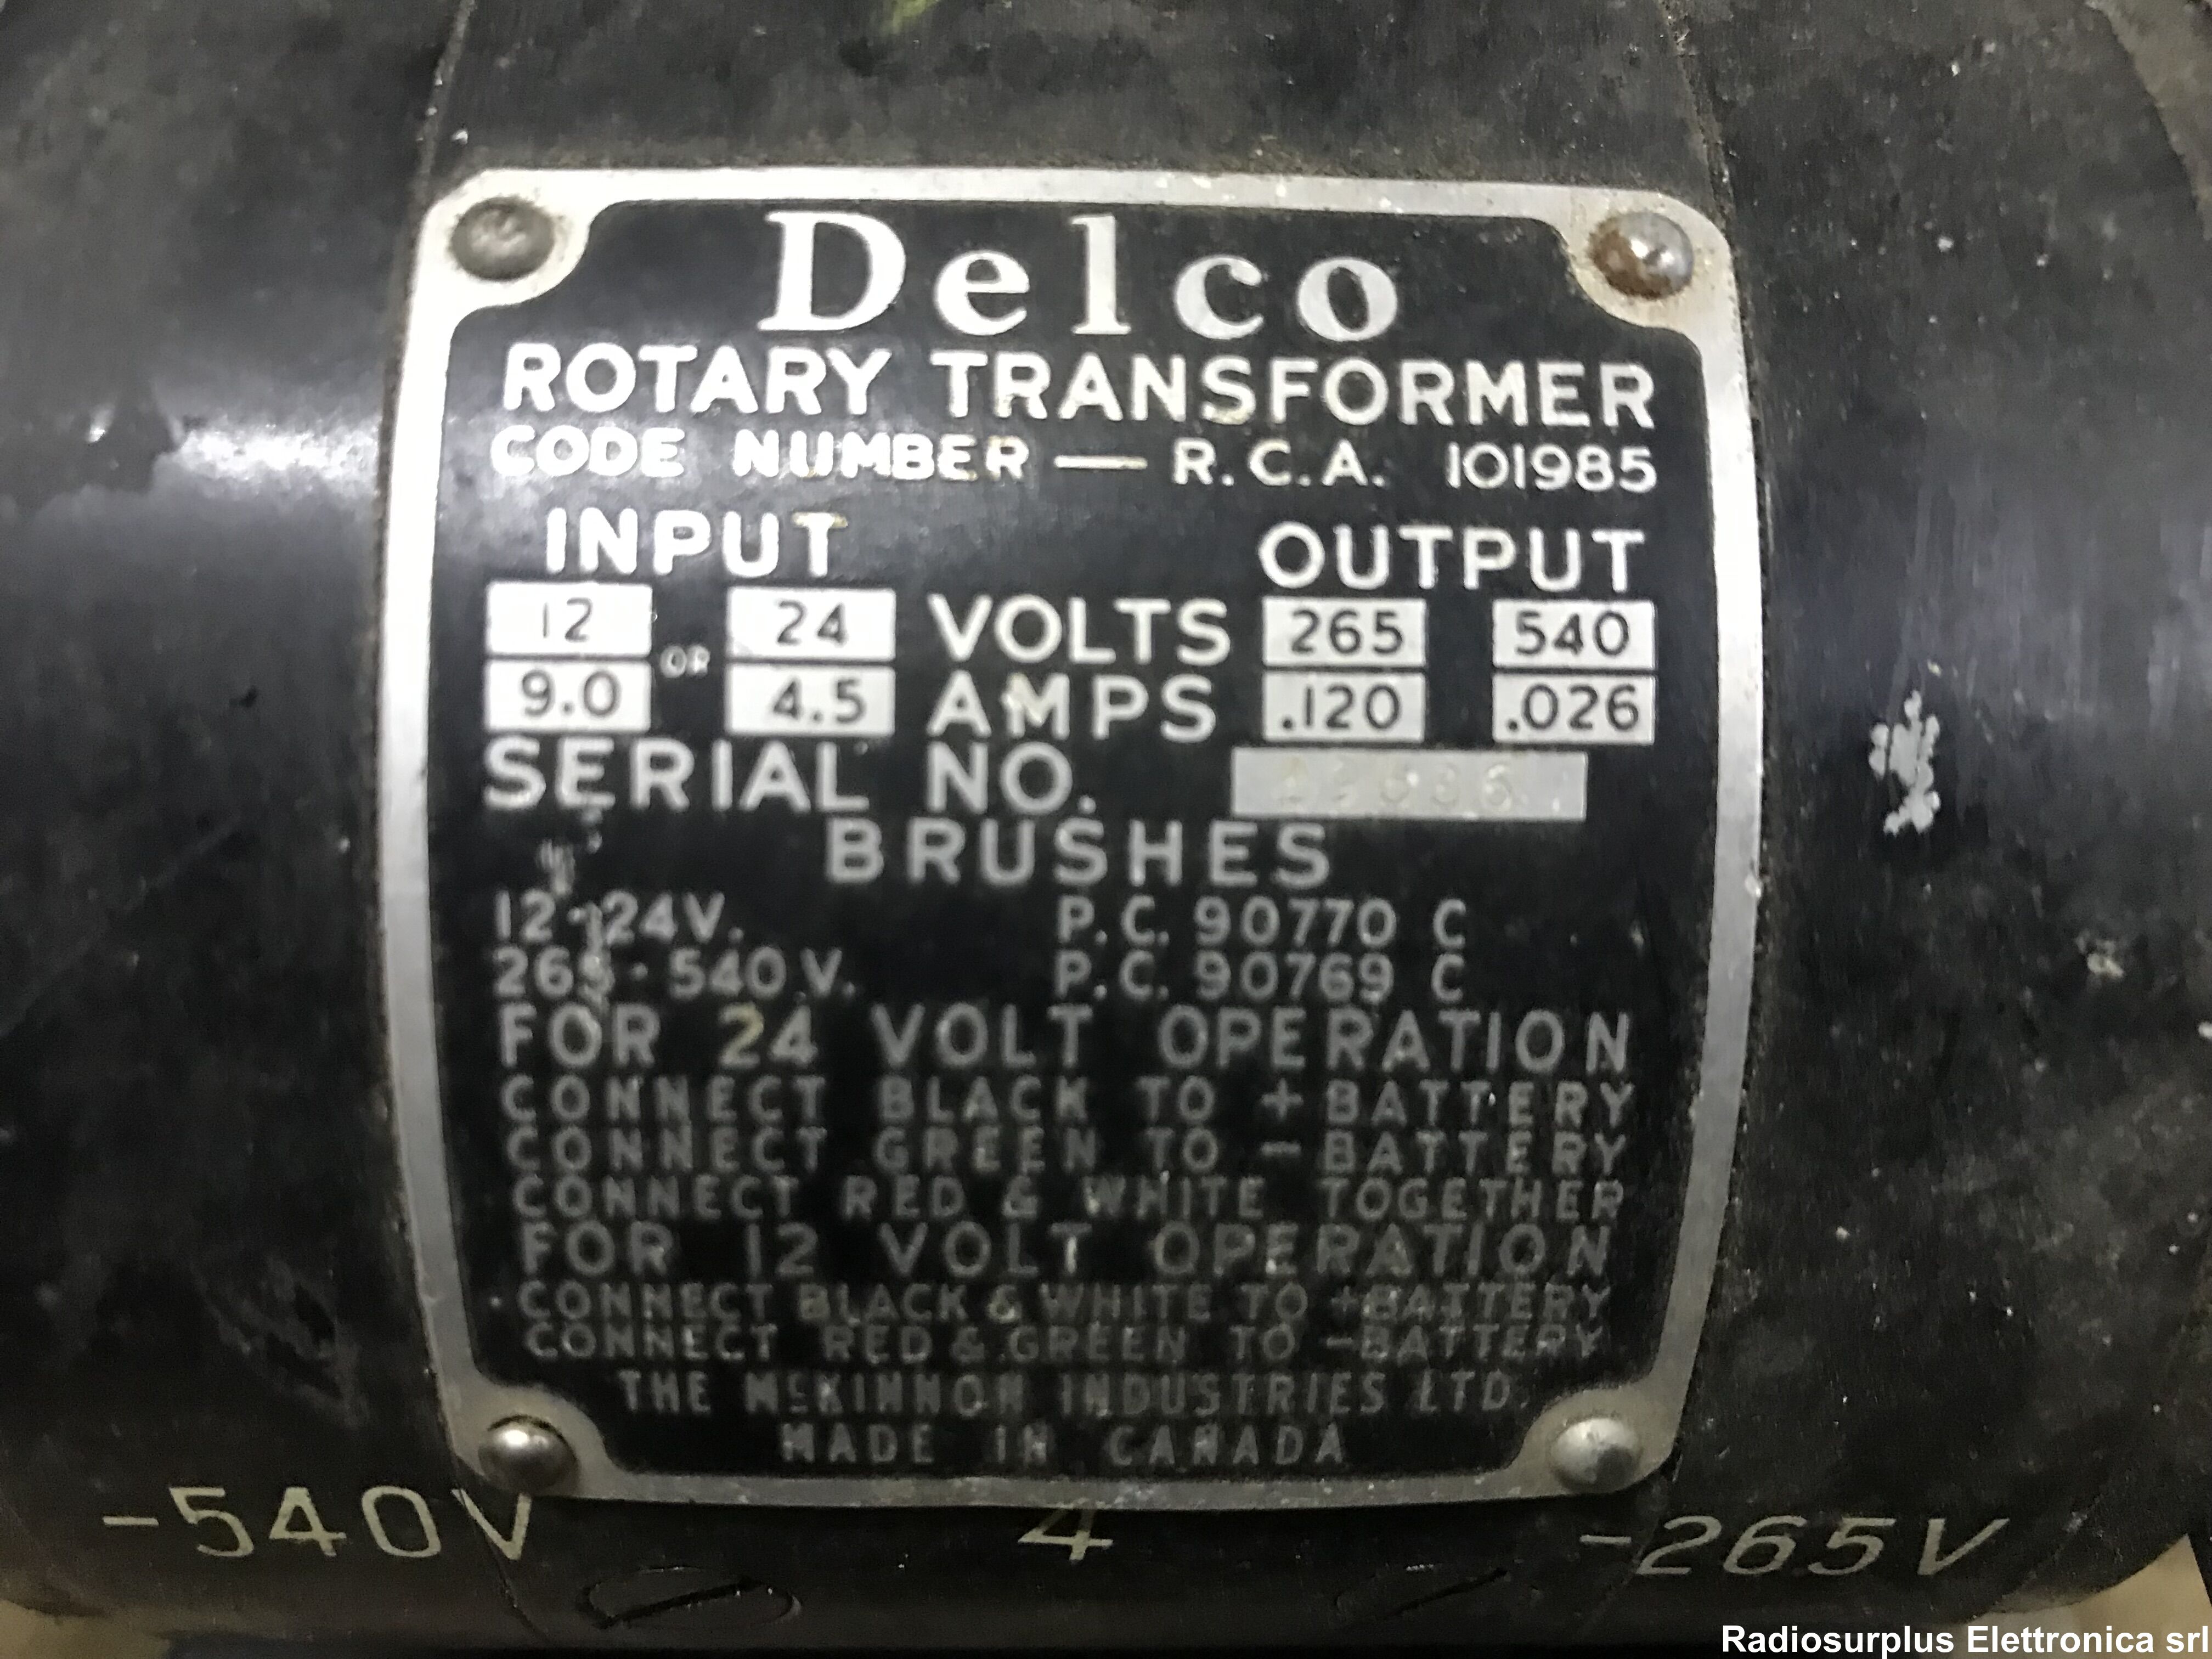 Delco
ROTARY TRANSFORMER
CODE NUMBER — R.C.A. 101985
INPUT OUTPUT
12 OR 24 VOLTS 265 540
9.0 4.5 AMPS .120 .026
SERIAL NO.
BRUSHES
12-24V. P.C. 90770 C
265-540V. P.C. 90769 C
FOR 24 VOLT OPERATION
CONNECT BLACK TO + BATTERY
CONNECT GREEN TO - BATTERY
CONNECT RED & WHITE TOGETHER
FOR 12 VOLT OPERATION
CONNECT BLACK & WHITE TO +BATTERY
CONNECT RED & GREEN TO -BATTERY
THE McKINNON INDUSTRIES LTD.
MADE IN CANADA
-540V 4 -265V
Radiosurplus Elettronica srl